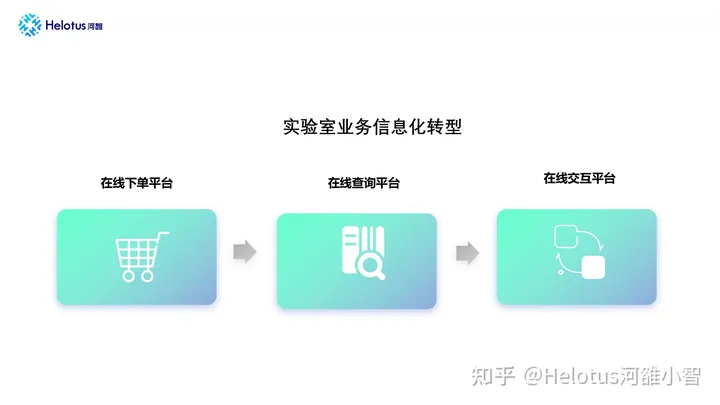 Helotus河雒
实验室业务信息化转型
在线下单平台
在线查询平台
在线交互平台
知乎 @Helotus河雒小智